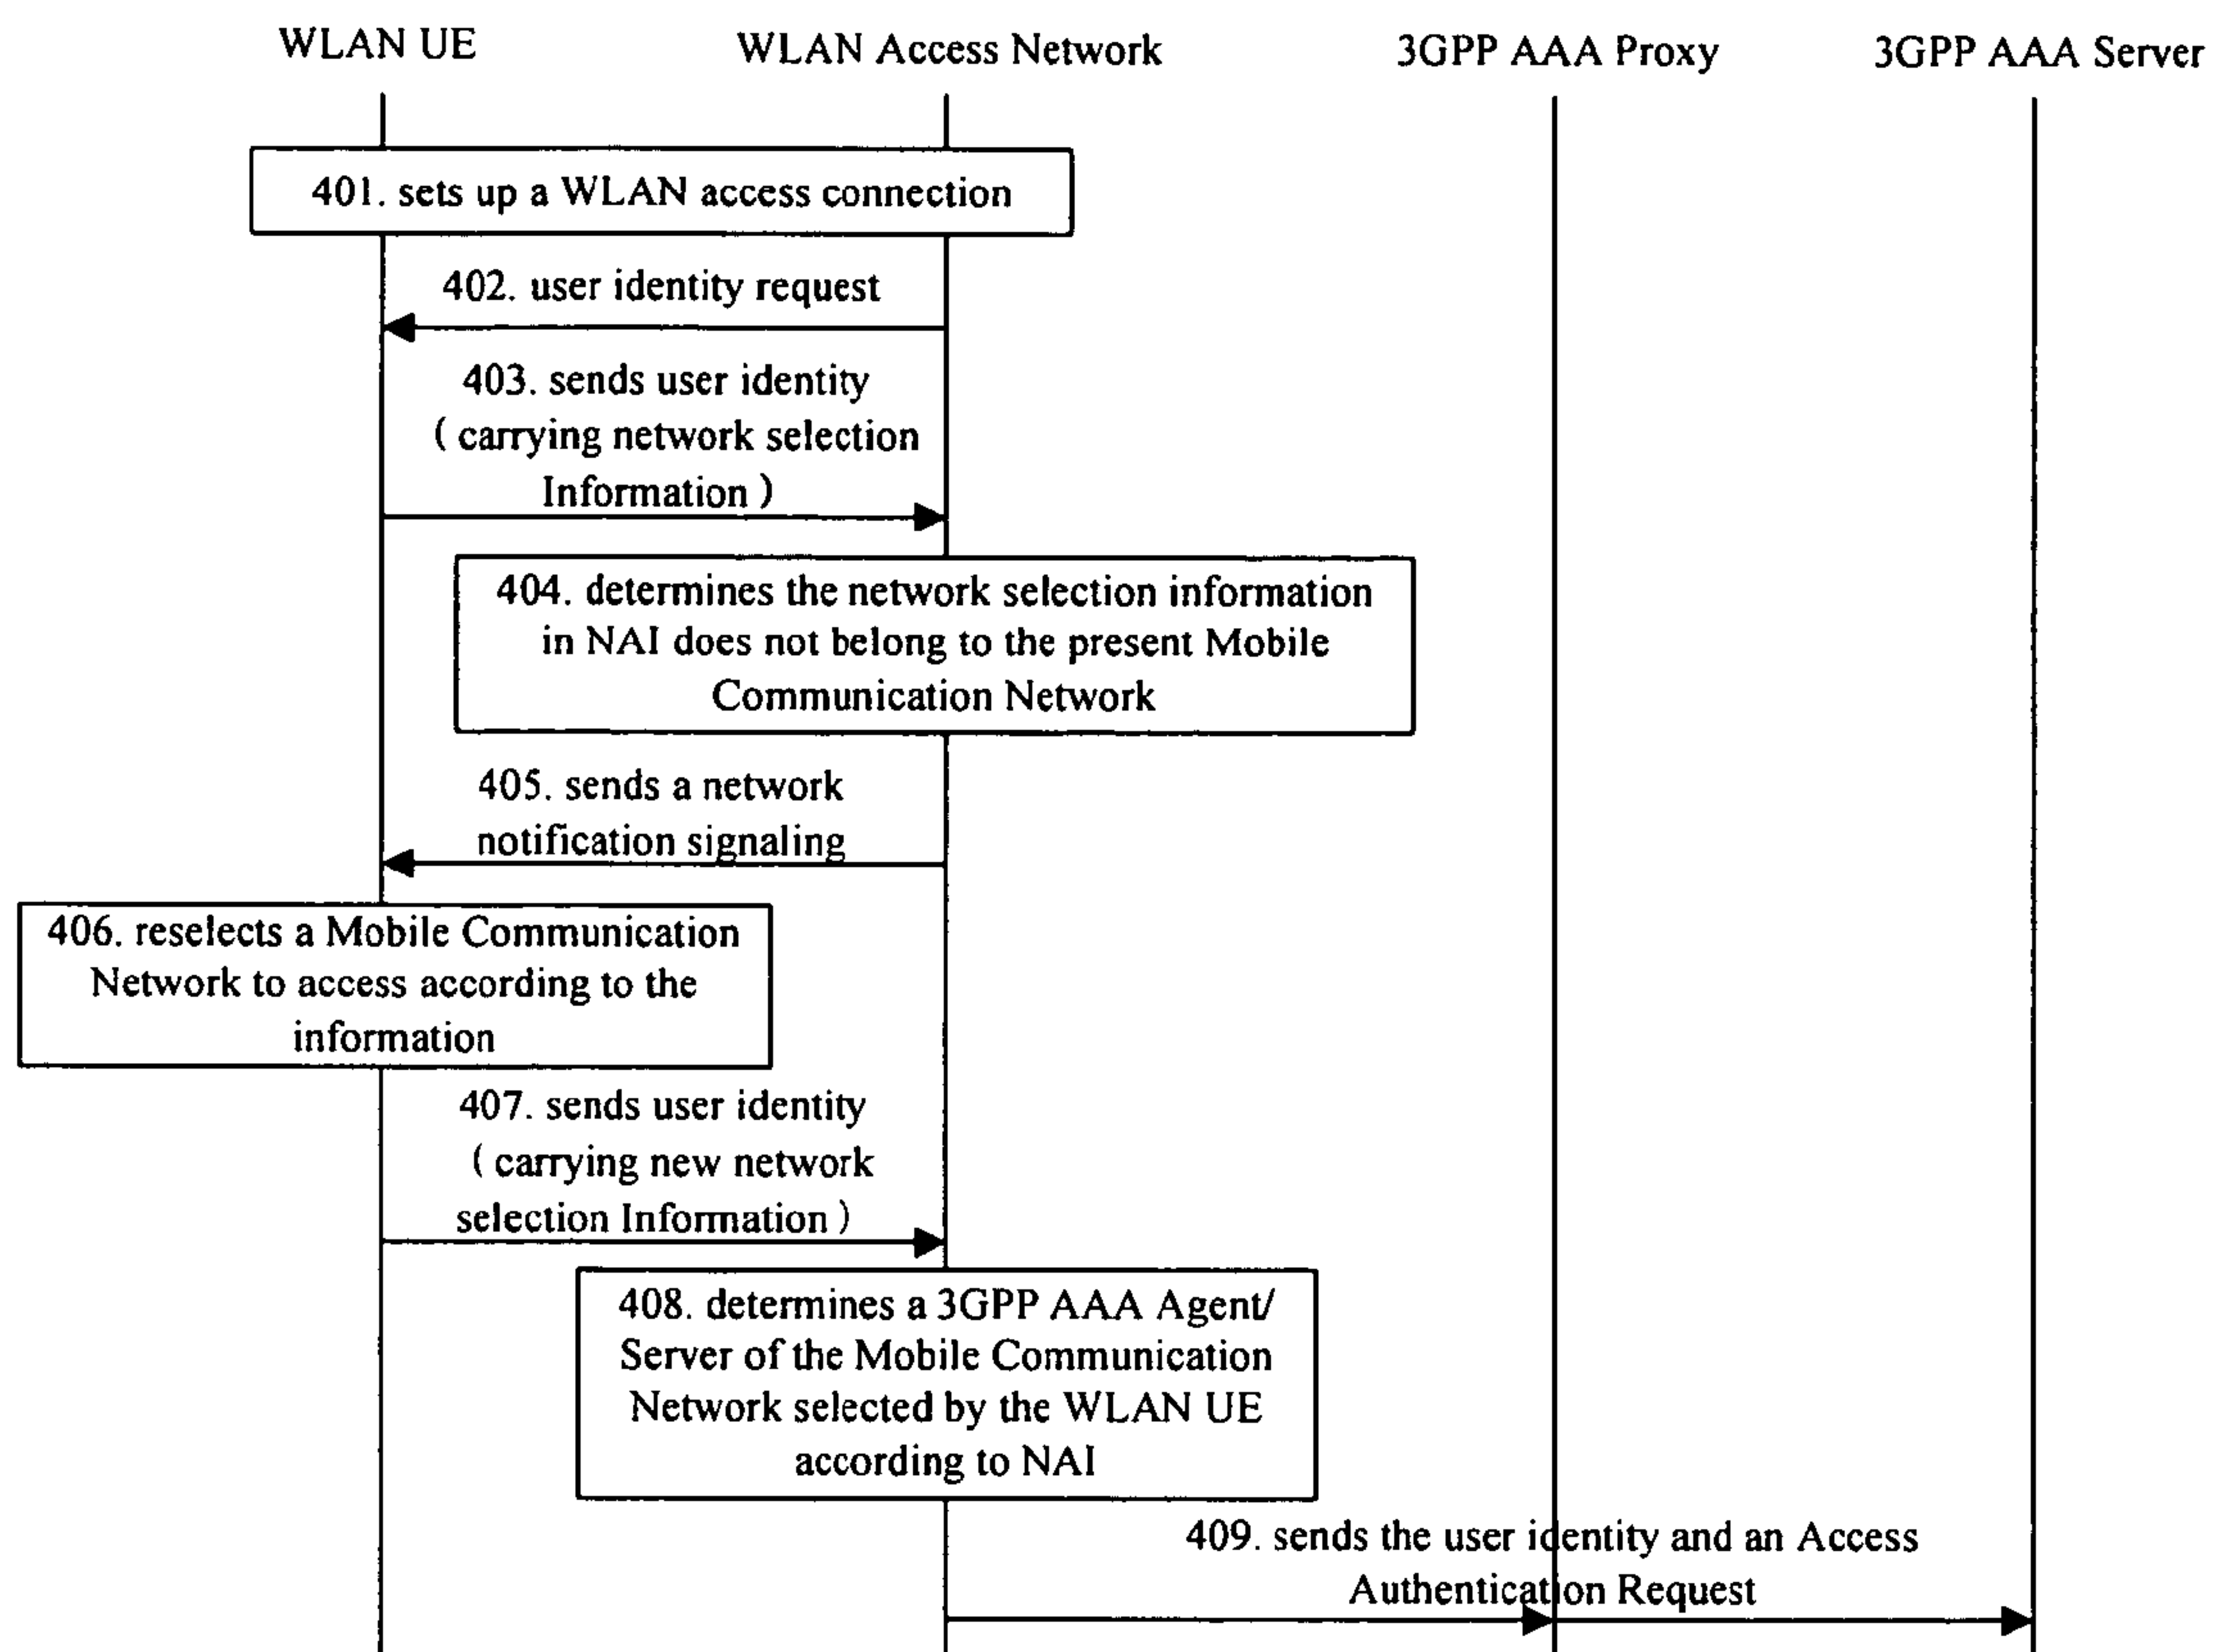 WLAN UE
WLAN Access Network
3GPP AAA Proxy
3GPP AAA Server
401. sets up a WLAN access connection
402. user identity request
403. sends user identity
( carrying network selection
Information )
404. determines the network selection information
in NAI does not belong to the present Mobile
Communication Network
405. sends a network
notification signaling
406. reselects a Mobile Communication
Network to access according to the
information
407. sends user identity
( carrying new network
selection Information )
408. determines a 3GPP AAA Agent/
Server of the Mobile Communication
Network selected by the WLAN UE
according to NAI
409. sends the user identity and an Access
Authentication Request